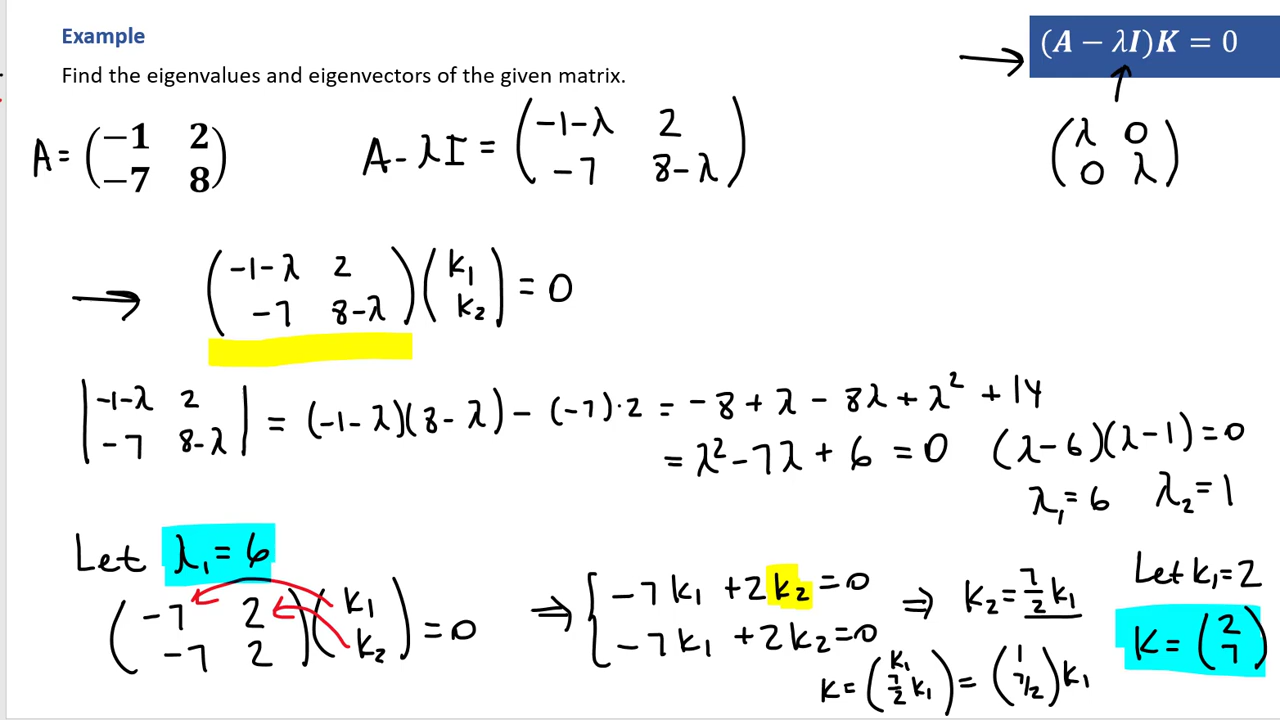 Example
(A − λI)K = 0
Find the eigenvalues and eigenvectors of the given matrix.
A = (−1 2
−7 8)
A - λI = (-1-λ 2
-7 8-λ)
(λ 0
0 λ)
→ (-1-λ 2
-7 8-λ) (k₁
k₂) = 0
|-1-λ 2
-7 8-λ| = (-1-λ)(8-λ) - (-7)·2 = -8 + λ - 8λ + λ² + 14
= λ² - 7λ + 6 = 0 (λ-6)(λ-1) = 0
λ₁ = 6 λ₂ = 1
Let λ₁ = 6
(-7 2
-7 2) (k₁
k₂) = 0
⇒ { -7k₁ + 2k₂ = 0
-7k₁ + 2k₂ = 0
⇒ k₂ = 7/2 k₁
K = (k₁
7/2 k₁) = (1
7/2) k₁
Let k₁ = 2
K = (2
7)